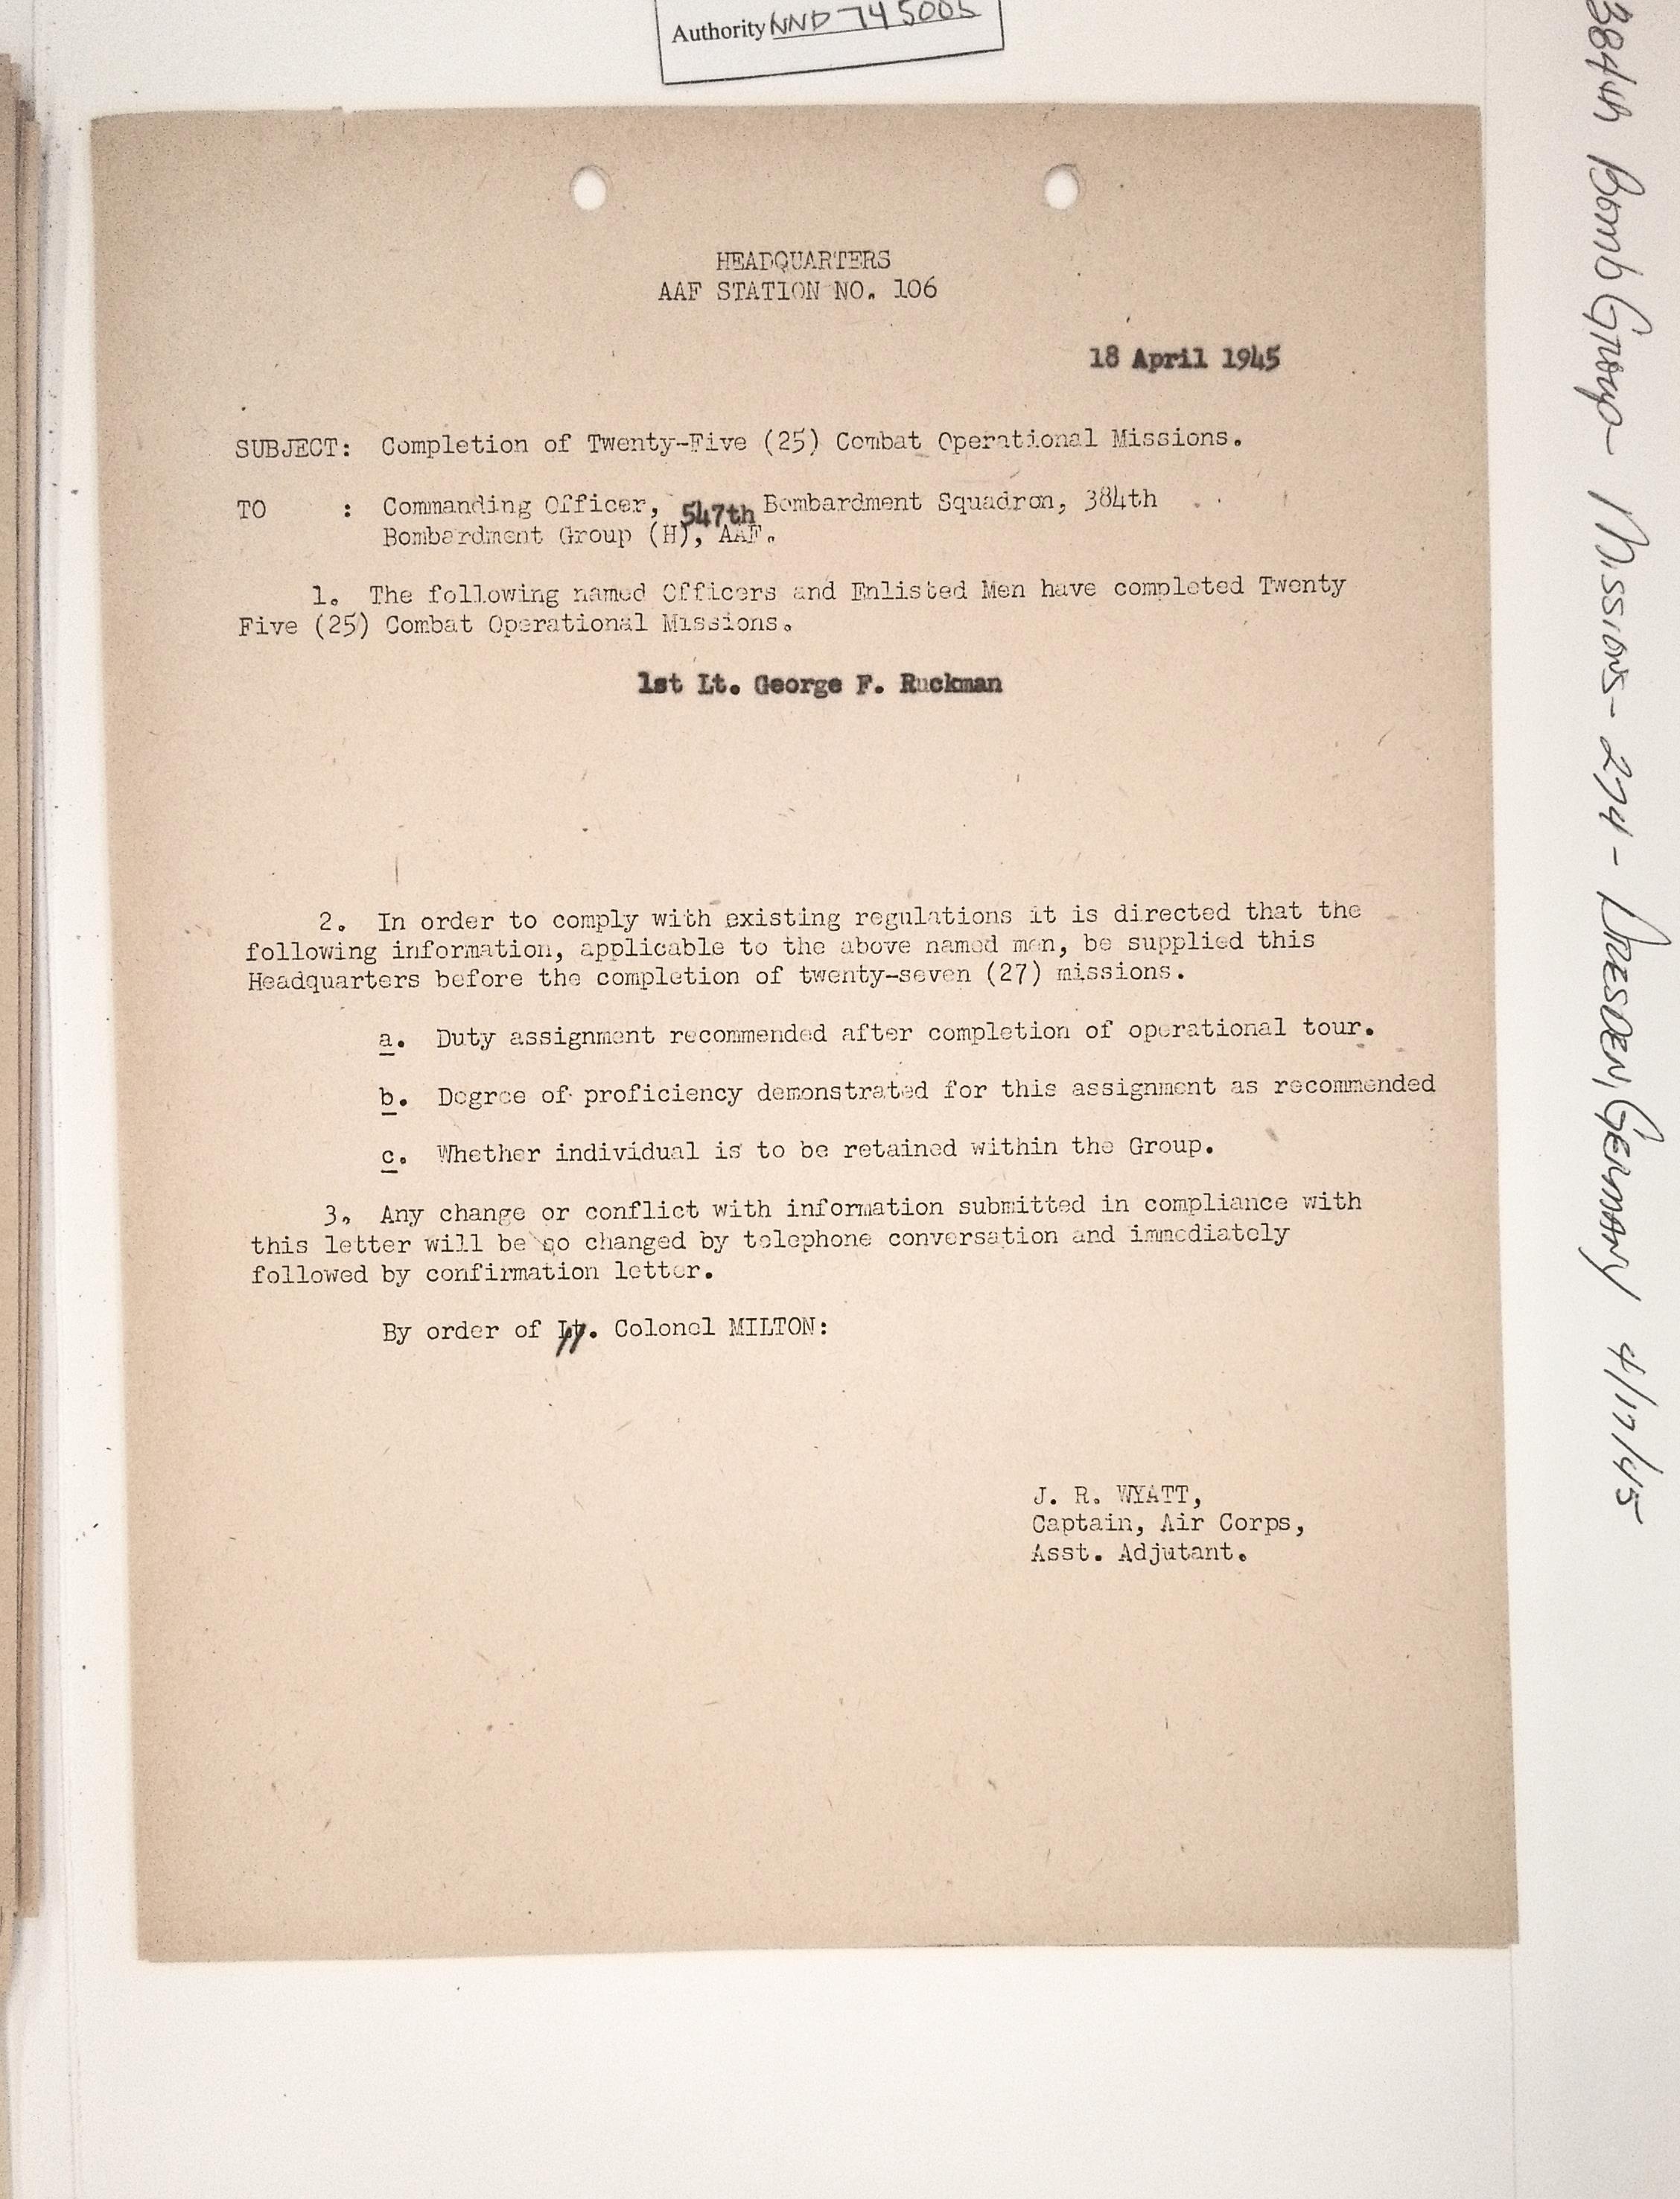 Authority NND 745005
HEADQUARTERS
AAF STATION NO. 106
18 April 1945
SUBJECT: Completion of Twenty-Five (25) Combat Operational Missions.
TO : Commanding Officer, 547th Bombardment Squadron, 384th
Bombardment Group (H), AAF.
1. The following named Officers and Enlisted Men have completed Twenty
Five (25) Combat Operational Missions.
1st Lt. George F. Ruckman
2. In order to comply with existing regulations it is directed that the
following information, applicable to the above named men, be supplied this
Headquarters before the completion of twenty-seven (27) missions.
a. Duty assignment recommended after completion of operational tour.
b. Degree of proficiency demonstrated for this assignment as recommended
c. Whether individual is to be retained within the Group.
3. Any change or conflict with information submitted in compliance with
this letter will be so changed by telephone conversation and immediately
followed by confirmation letter.
By order of Lt. Colonel MILTON:
J. R. WYATT,
Captain, Air Corps,
Asst. Adjutant.
384th Bomb Group - Missions - 274 - DRESDEN, GERMANY 4/17/45